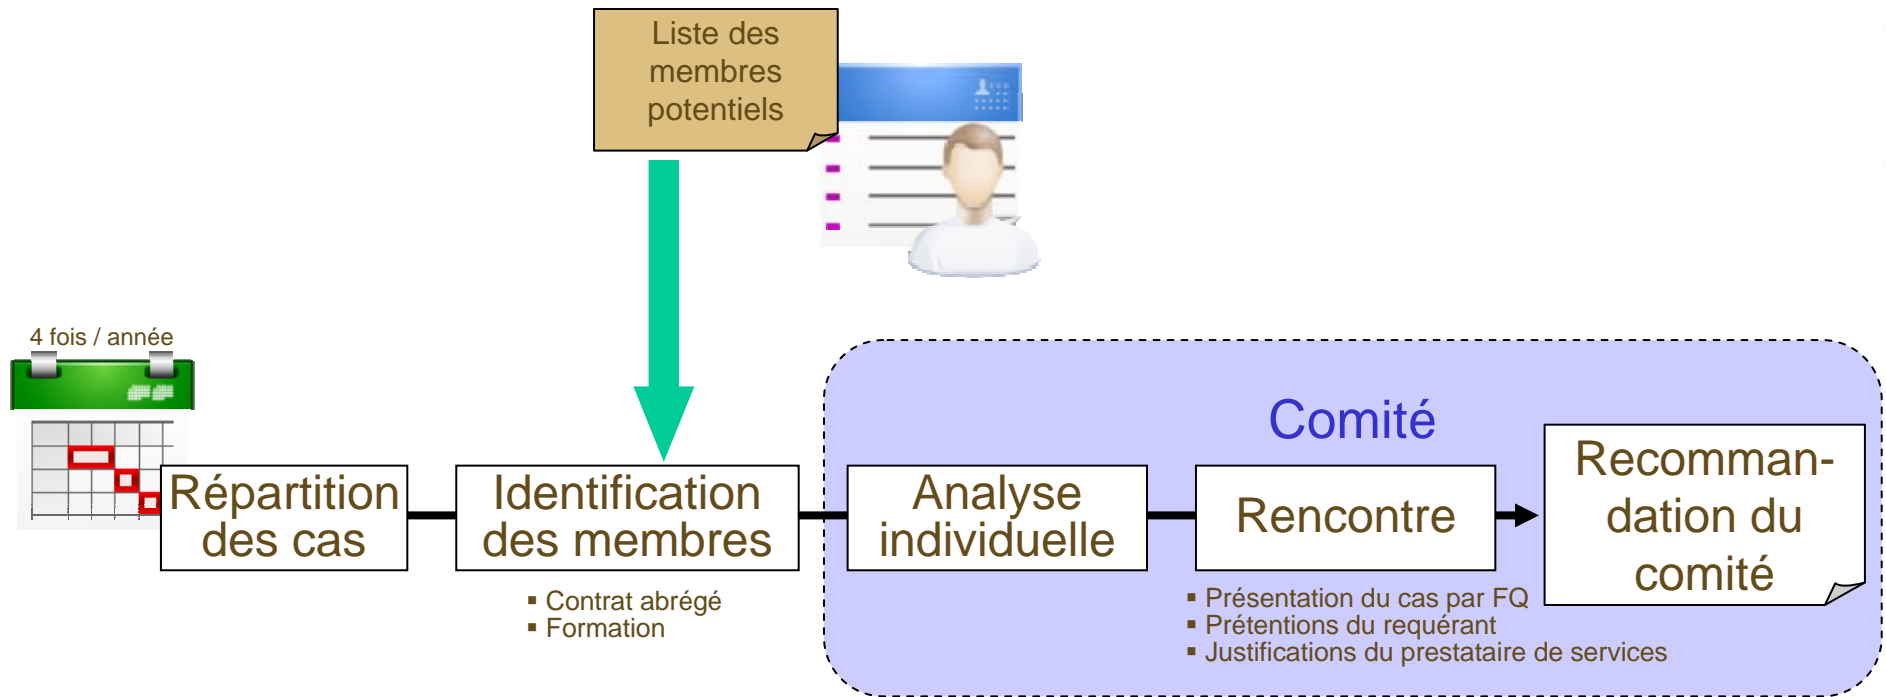 Liste des
membres
potentiels
4 fois / année
Comité
Répartition
des cas
Identification
des membres
Analyse
individuelle
Rencontre
Recomman-
dation du
comité
▪ Contrat abrégé
▪ Formation
▪ Présentation du cas par FQ
▪ Prétentions du requérant
▪ Justifications du prestataire de services